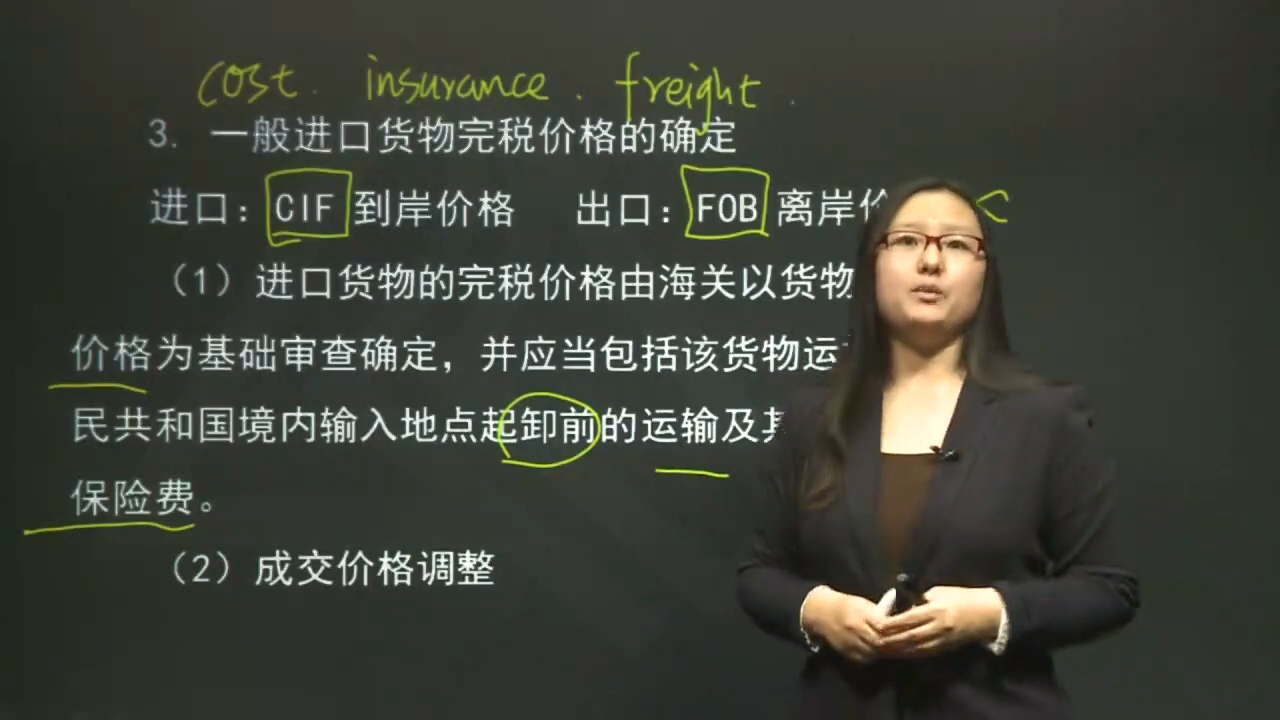 cost. insurance. freight.
3. 一般进口货物完税价格的确定
进口：CIF 到岸价格 出口：FOB 离岸价
（1）进口货物的完税价格由海关以货物
价格为基础审查确定，并应当包括该货物运
民共和国境内输入地点起卸前的运输及其
保险费。
（2）成交价格调整